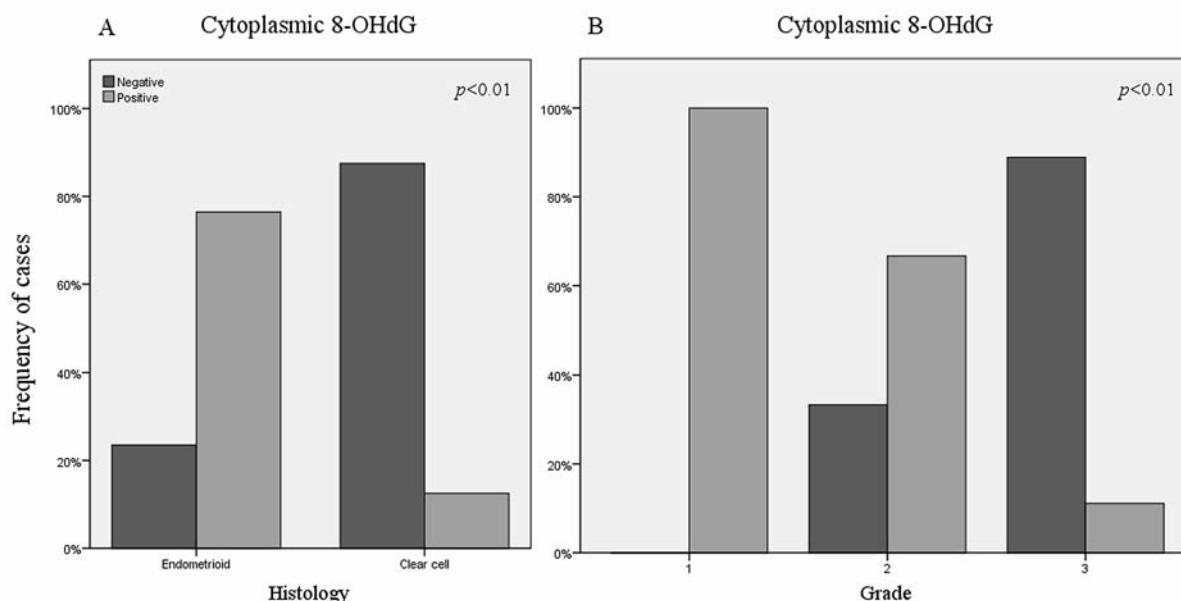 A Cytoplasmic 8-OHdG
Negative
Positive
p<0.01
100%
80%
60%
40%
20%
0%
Frequency of cases
Endometrioid Clear cell
Histology
B Cytoplasmic 8-OHdG
p<0.01
100%
80%
60%
40%
20%
0%
1 2 3
Grade